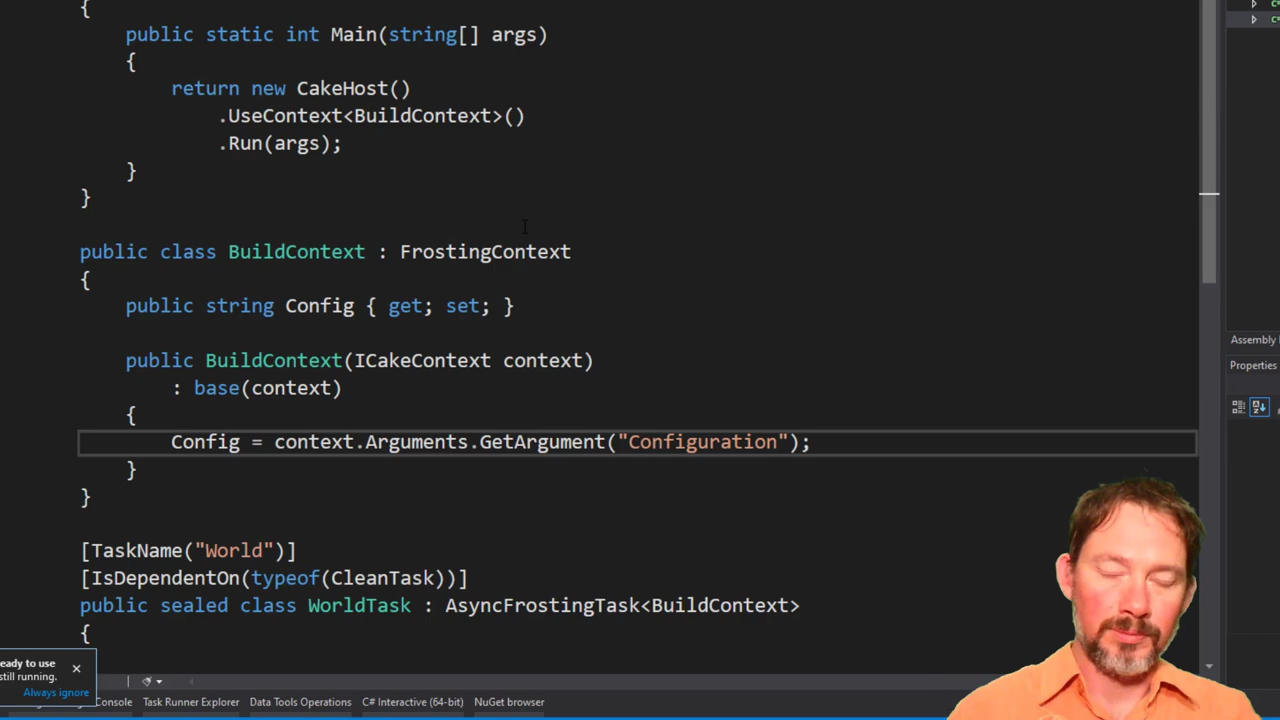 {
public static int Main(string[] args)
{
return new CakeHost()
.UseContext<BuildContext>()
.Run(args);
}
}
public class BuildContext : FrostingContext
{
public string Config { get; set; }
public BuildContext(ICakeContext context)
: base(context)
{
Config = context.Arguments.GetArgument("Configuration");
}
}
[TaskName("World")]
[IsDependentOn(typeof(CleanTask))]
public sealed class WorldTask : AsyncFrostingTask<BuildContext>
{
Assembly
Properties
eady to use
still running.
Always ignore
Console
Task Runner Explorer
Data Tools Operations
C# Interactive (64-bit)
NuGet browser